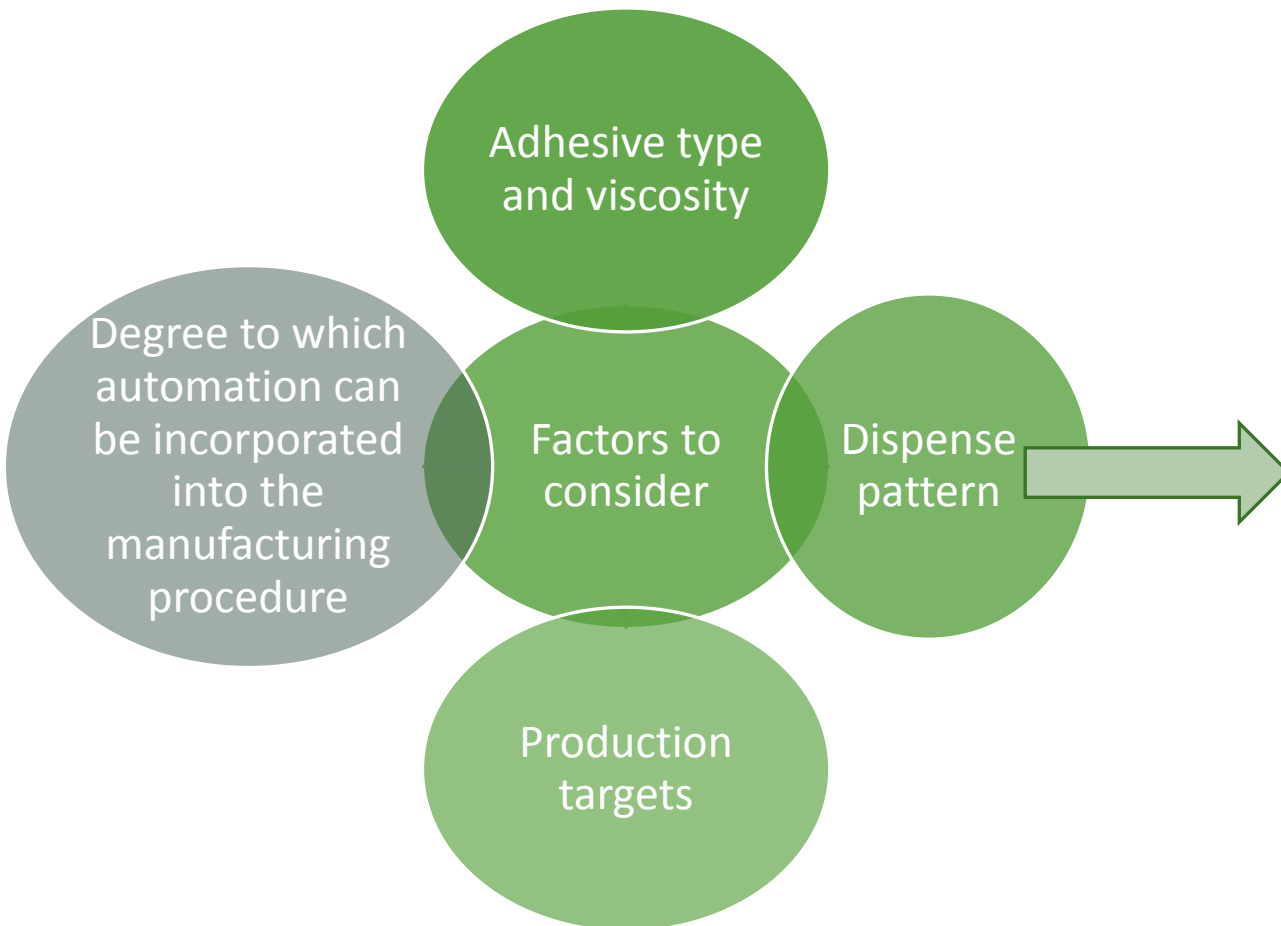 Adhesive type
and viscosity
Degree to which
automation can
be incorporated
into the
manufacturing
procedure
Factors to
consider
Dispense
pattern
Production
targets